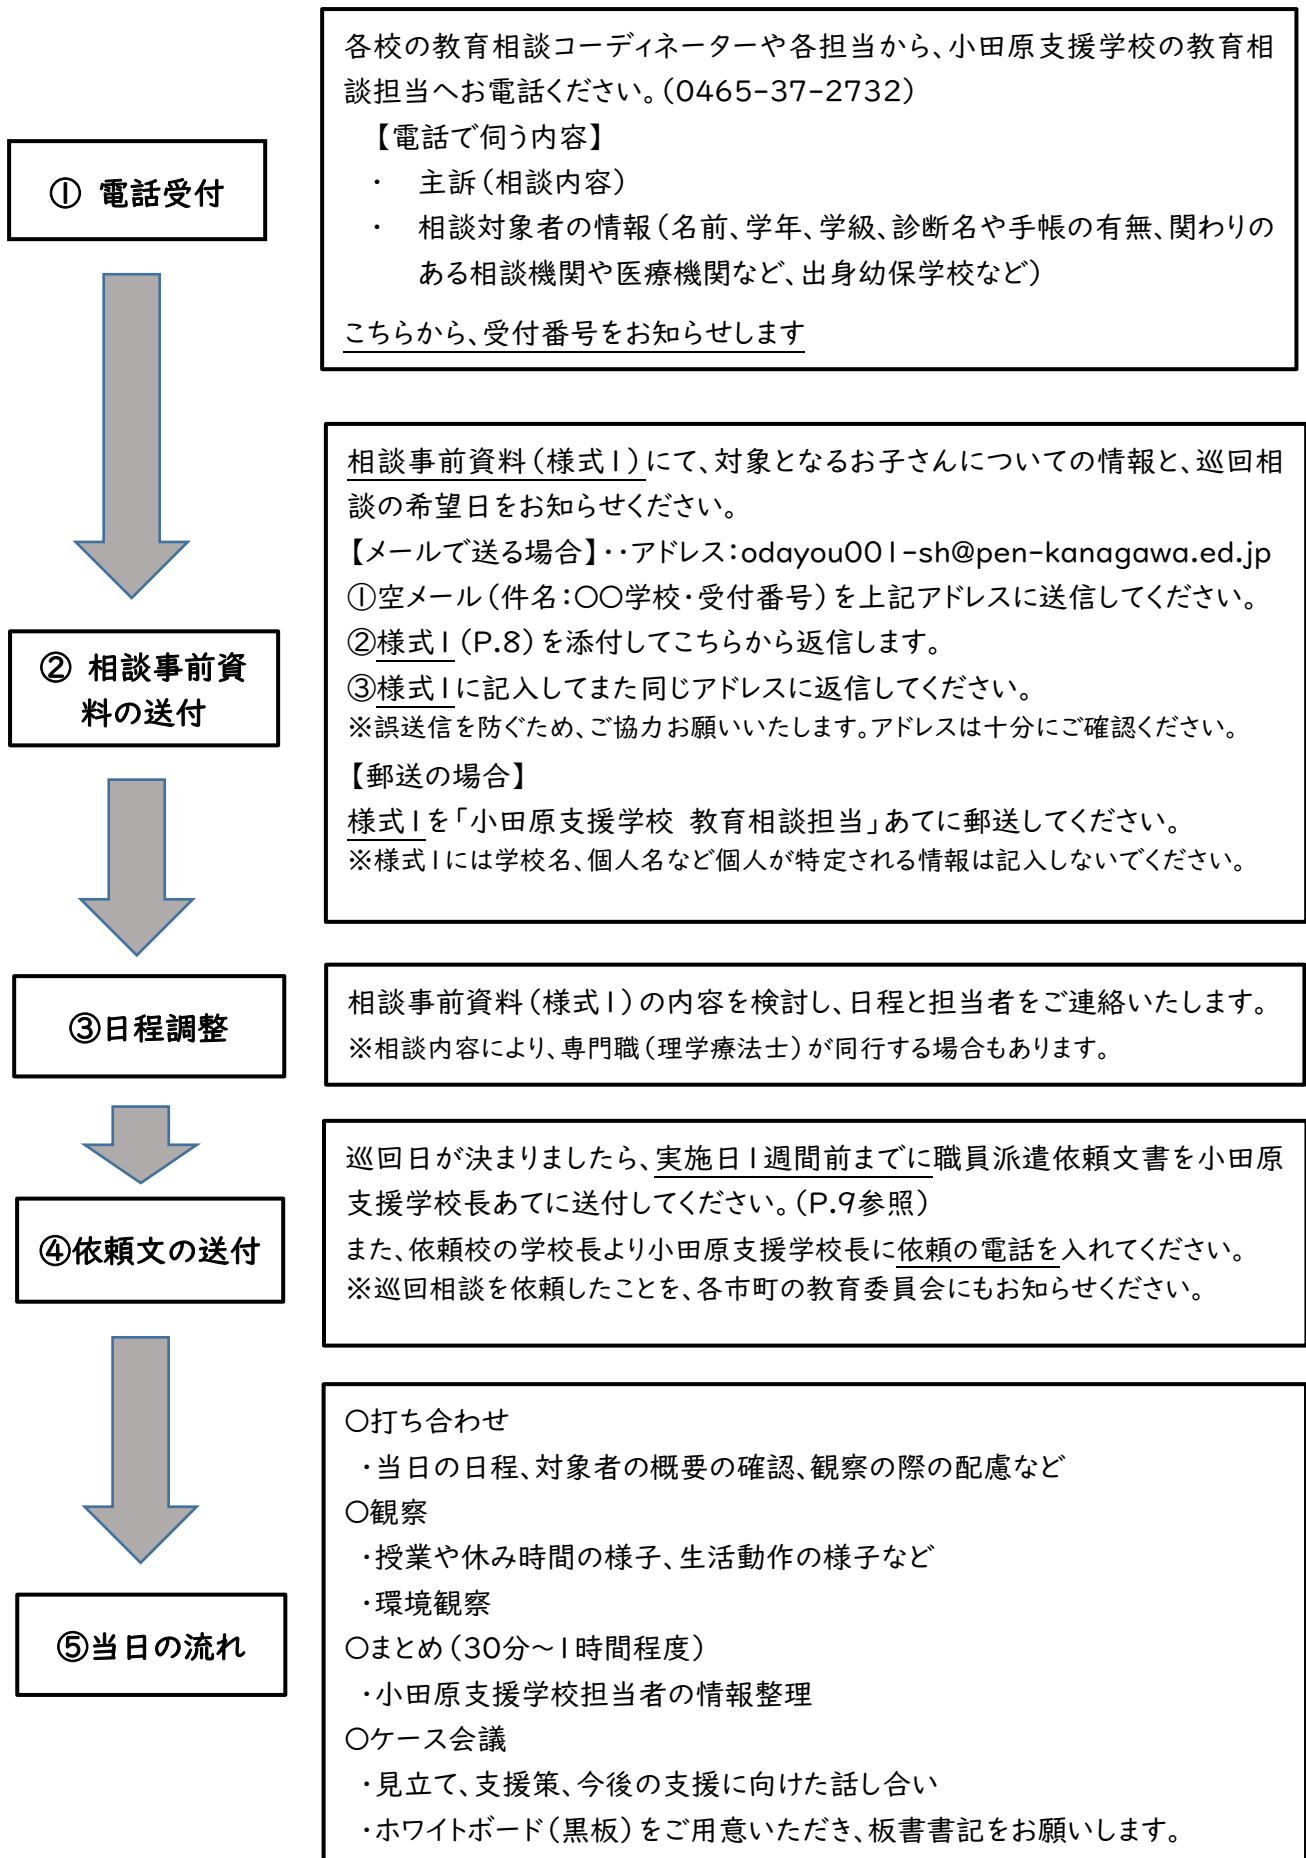 各校の教育相談コーディネーターや各担当から、小田原支援学校の教育相
談担当へお電話ください。(0465-37-2732)
【電話で伺う内容】
・ 主訴(相談内容)
・ 相談対象者の情報(名前、学年、学級、診断名や手帳の有無、関わりの
ある相談機関や医療機関など、出身幼保学校など)
こちらから、受付番号をお知らせします
① 電話受付
相談事前資料(様式1)にて、対象となるお子さんについての情報と、巡回相
談の希望日をお知らせください。
【メールで送る場合】・・アドレス:odayou001-sh@pen-kanagawa.ed.jp
①空メール(件名:〇〇学校・受付番号)を上記アドレスに送信してください。
②様式1(P.8)を添付してこちらから返信します。
③様式1に記入してまた同じアドレスに返信してください。
※誤送信を防ぐため、ご協力お願いいたします。アドレスは十分にご確認ください。
【郵送の場合】
様式1を「小田原支援学校 教育相談担当」あてに郵送してください。
※様式1には学校名、個人名など個人が特定される情報は記入しないでください。
② 相談事前資
料の送付
③日程調整
相談事前資料(様式1)の内容を検討し、日程と担当者をご連絡いたします。
※相談内容により、専門職(理学療法士)が同行する場合もあります。
④依頼文の送付
巡回日が決まりましたら、実施日1週間前までに職員派遣依頼文書を小田原
支援学校長あてに送付してください。(P.9参照)
また、依頼校の学校長より小田原支援学校長に依頼の電話を入れてください。
※巡回相談を依頼したことを、各市町の教育委員会にもお知らせください。
⑤当日の流れ
〇打ち合わせ
・当日の日程、対象者の概要の確認、観察の際の配慮など
〇観察
・授業や休み時間の様子、生活動作の様子など
・環境観察
〇まとめ(30分~1時間程度)
・小田原支援学校担当者の情報整理
〇ケース会議
・見立て、支援策、今後の支援に向けた話し合い
・ホワイトボード(黒板)をご用意いただき、板書書記をお願いします。